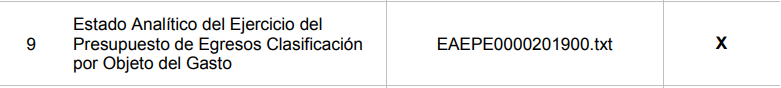 Estado Analítico del Ejercicio del
9 Presupuesto de Egresos Clasificación EAEPE0000201900.txt X
por Objeto del Gasto